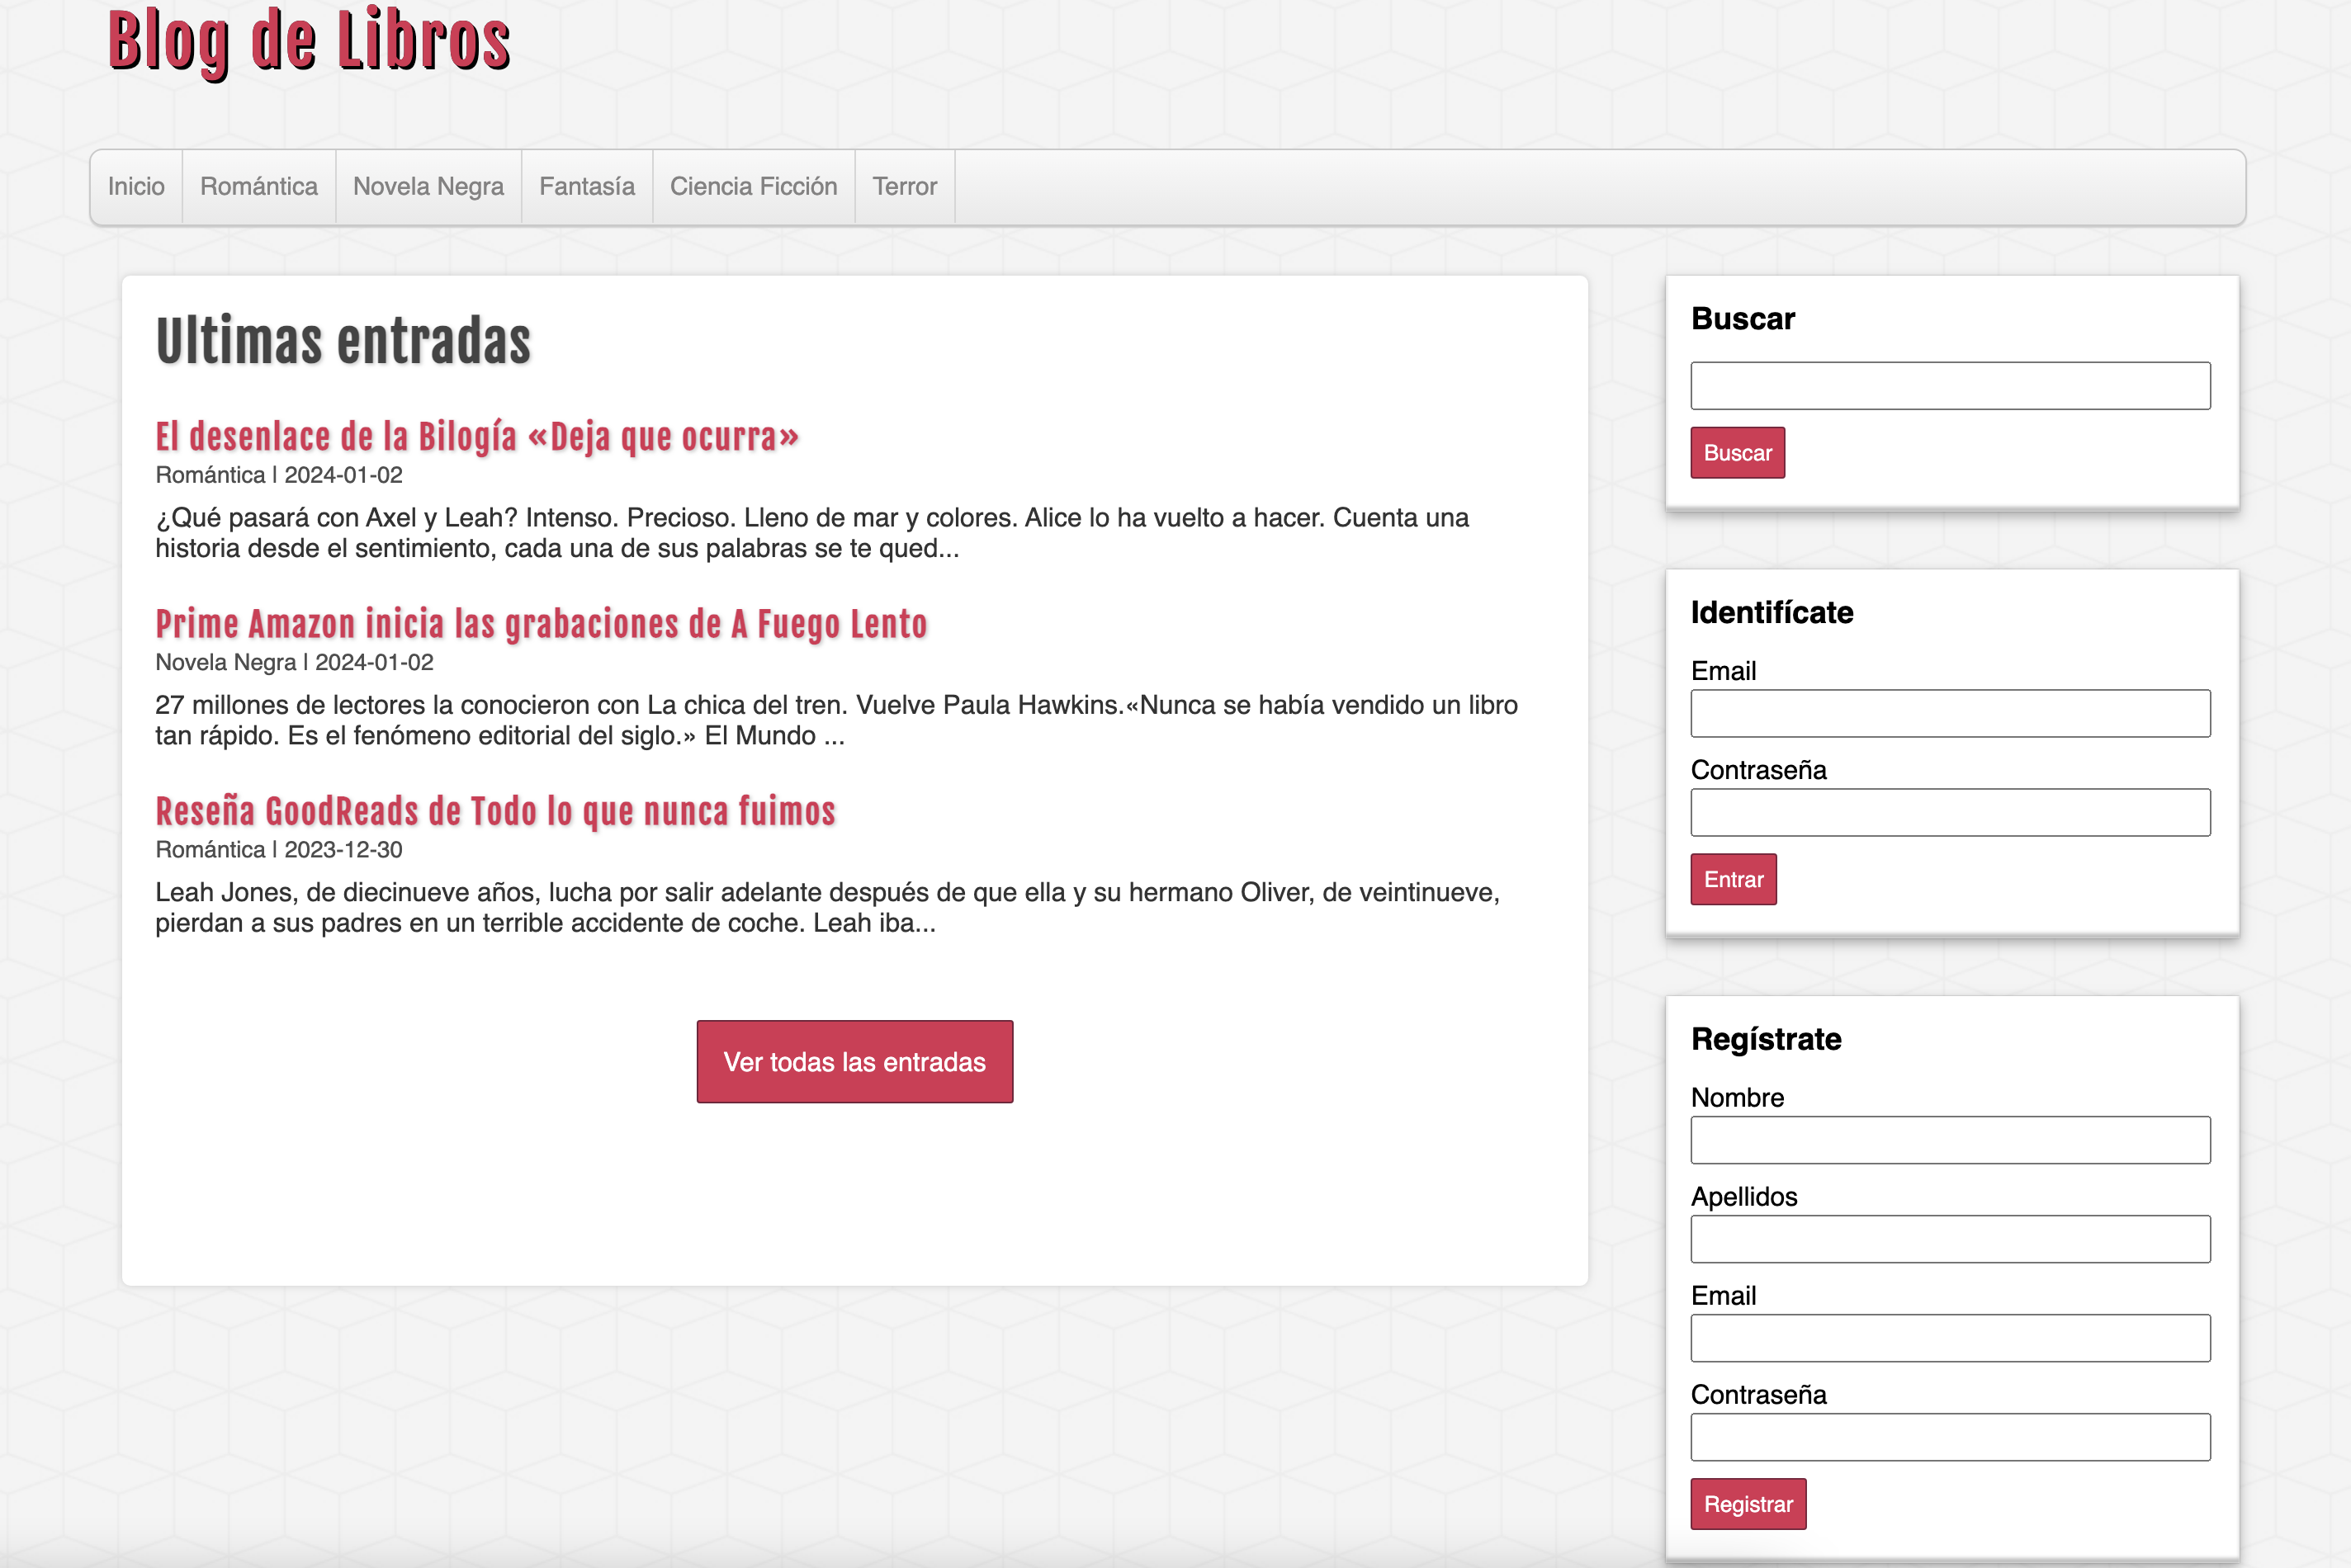 Blog de Libros
Inicio
Romántica
Novela Negra
Fantasía
Ciencia Ficción
Terror
Ultimas entradas
El desenlace de la Bilogía «Deja que ocurra»
Romántica | 2024-01-02
¿Qué pasará con Axel y Leah? Intenso. Precioso. Lleno de mar y colores. Alice lo ha vuelto a hacer. Cuenta una
historia desde el sentimiento, cada una de sus palabras se te qued...
Prime Amazon inicia las grabaciones de A Fuego Lento
Novela Negra | 2024-01-02
27 millones de lectores la conocieron con La chica del tren. Vuelve Paula Hawkins.«Nunca se había vendido un libro
tan rápido. Es el fenómeno editorial del siglo.» El Mundo ...
Reseña GoodReads de Todo lo que nunca fuimos
Romántica | 2023-12-30
Leah Jones, de diecinueve años, lucha por salir adelante después de que ella y su hermano Oliver, de veintinueve,
pierdan a sus padres en un terrible accidente de coche. Leah iba...
Ver todas las entradas
Buscar
Buscar
Identifícate
Email
Contraseña
Entrar
Regístrate
Nombre
Apellidos
Email
Contraseña
Registrar